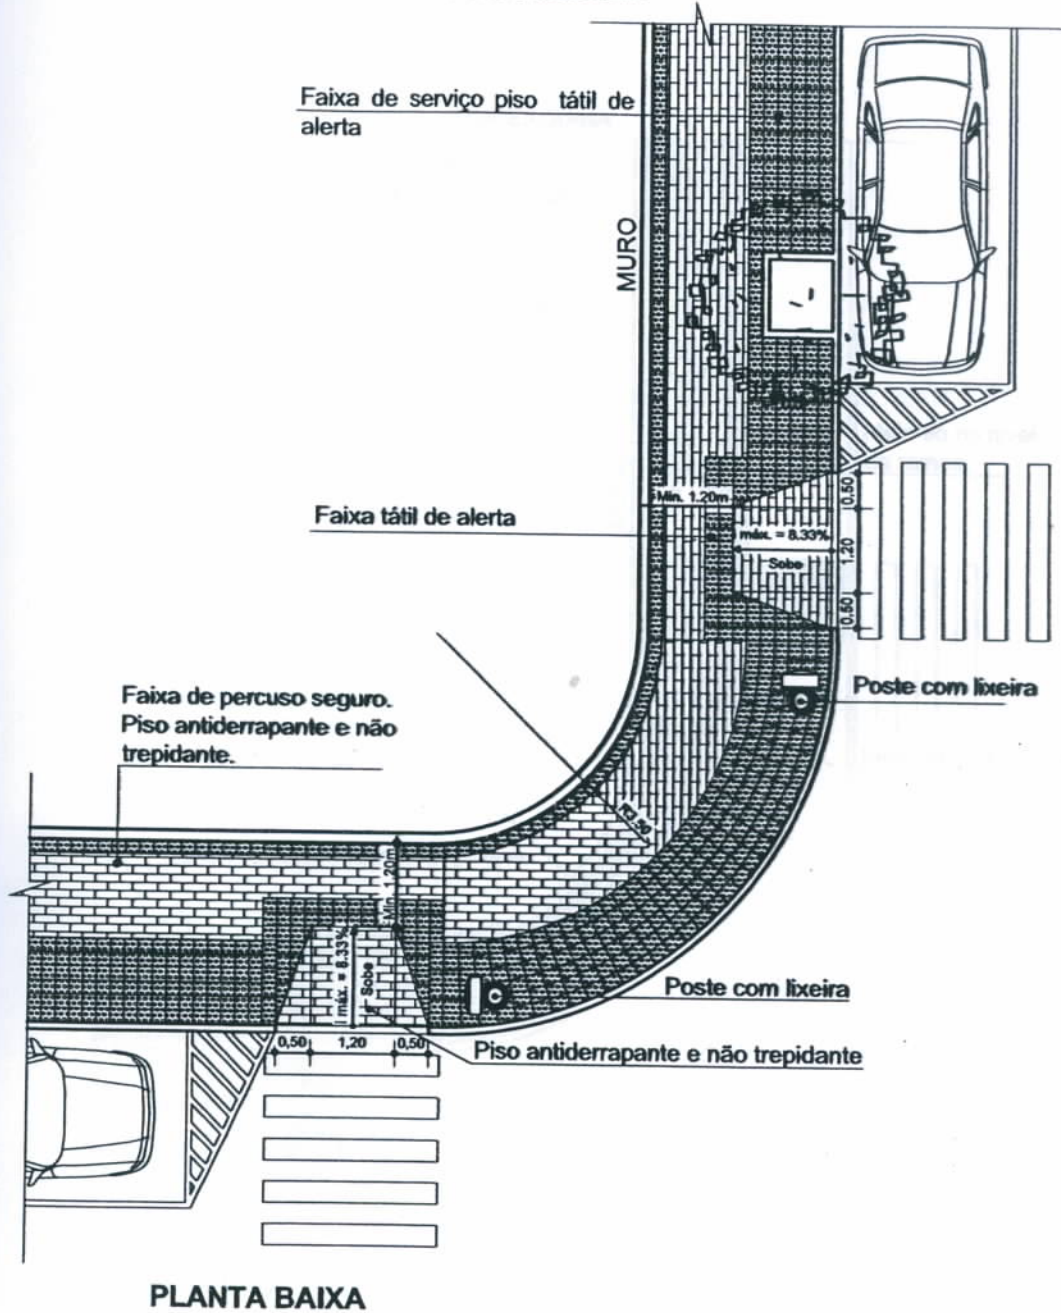 Faixa de serviço piso tátil de
alerta
MURO
Min. 1.20m
0,50
máx. = 8.33%
1,20
Sobe
0,50
Faixa tátil de alerta
Poste com lixeira
Faixa de percuso seguro.
Piso antiderrapante e não
trepidante.
R3.50
Min. 1.20m
i máx. = 8.33%
Sobe
C
C
Poste com lixeira
0,50
1,20
0,50
Piso antiderrapante e não trepidante
PLANTA BAIXA